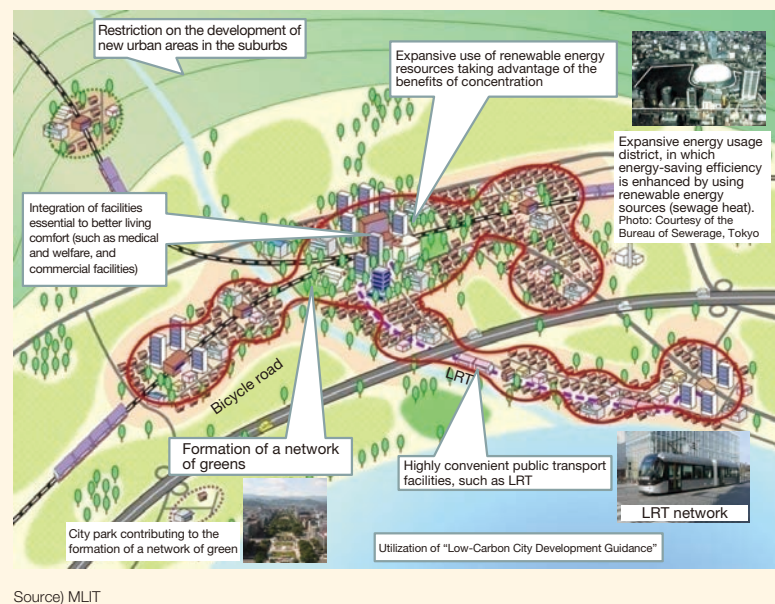 Restriction on the development of
new urban areas in the suburbs
Expansive use of renewable energy
resources taking advantage of the
benefits of concentration
Expansive energy usage
district, in which
energy-saving efficiency
is enhanced by using
renewable energy
sources (sewage heat).
Photo: Courtesy of the
Bureau of Sewerage, Tokyo
Integration of facilities
essential to better living
comfort (such as medical
and welfare, and
commercial facilities)
Bicycle road
LRT
Formation of a network
of greens
Highly convenient public transport
facilities, such as LRT
LRT network
City park contributing to the
formation of a network of green
Utilization of “Low-Carbon City Development Guidance”
Source) MLIT